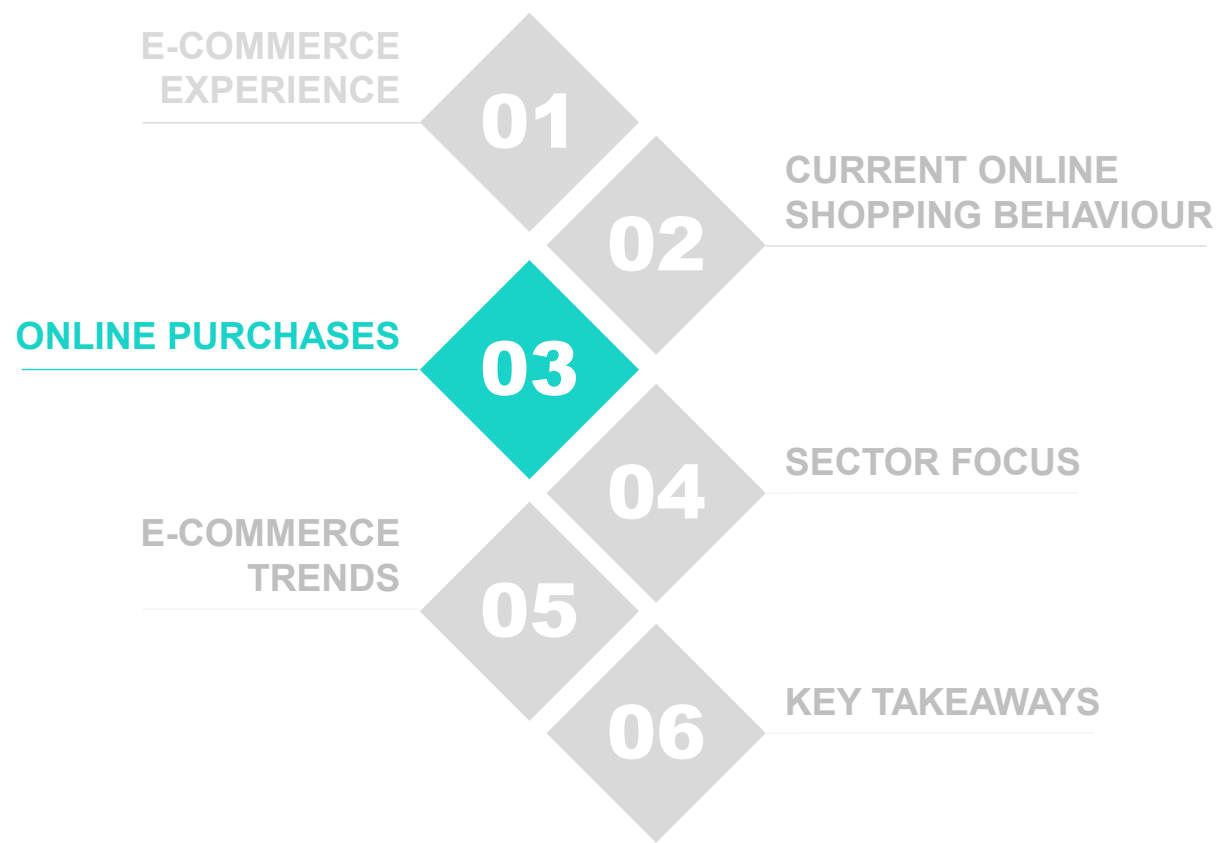 E-COMMERCE
EXPERIENCE
01
CURRENT ONLINE
SHOPPING BEHAVIOUR
02
ONLINE PURCHASES
03
SECTOR FOCUS
04
E-COMMERCE
TRENDS
05
KEY TAKEAWAYS
06